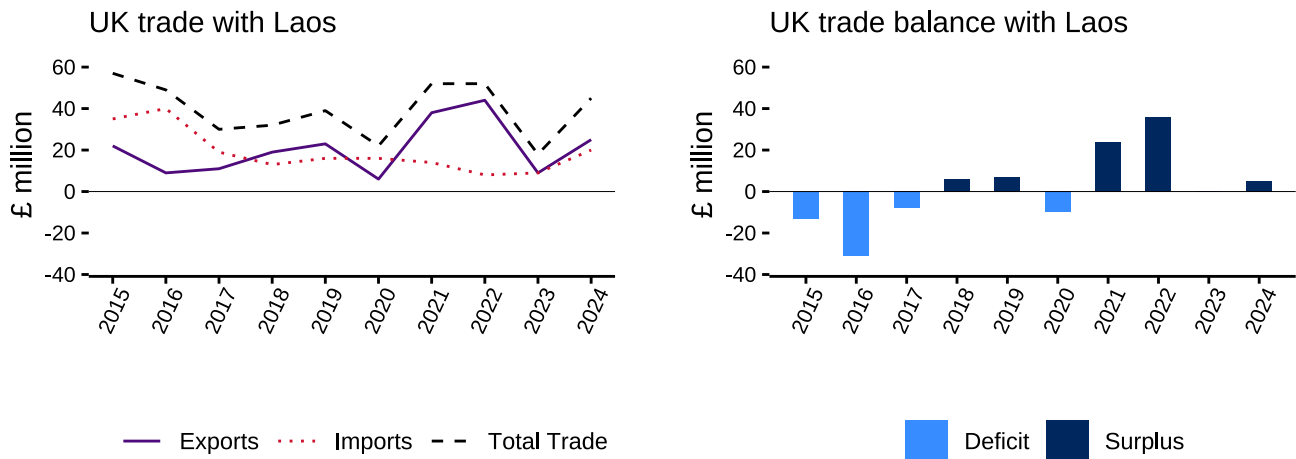 UK trade with Laos
£ million
60
40
20
0
-20
-40
2015 2016 2017 2018 2019 2020 2021 2022 2023 2024
Exports Imports Total Trade
UK trade balance with Laos
£ million
60
40
20
0
-20
-40
2015 2016 2017 2018 2019 2020 2021 2022 2023 2024
Deficit Surplus